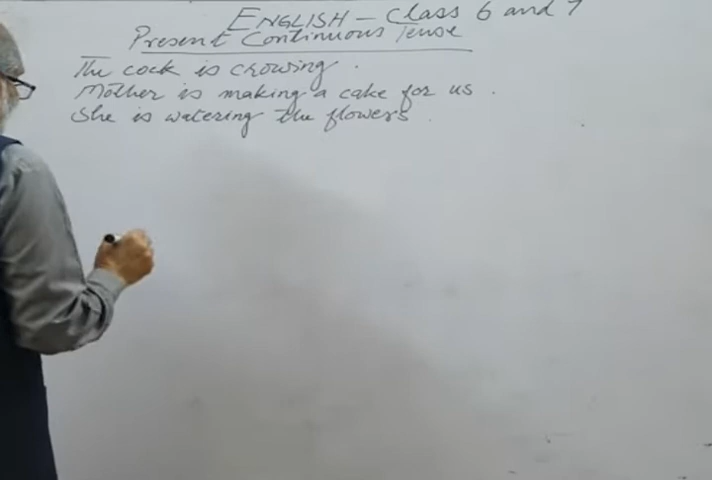 ENGLISH - Class 6 and 7
Present Continuous Tense
The cock is crowing.
Mother is making a cake for us.
She is watering the flowers.